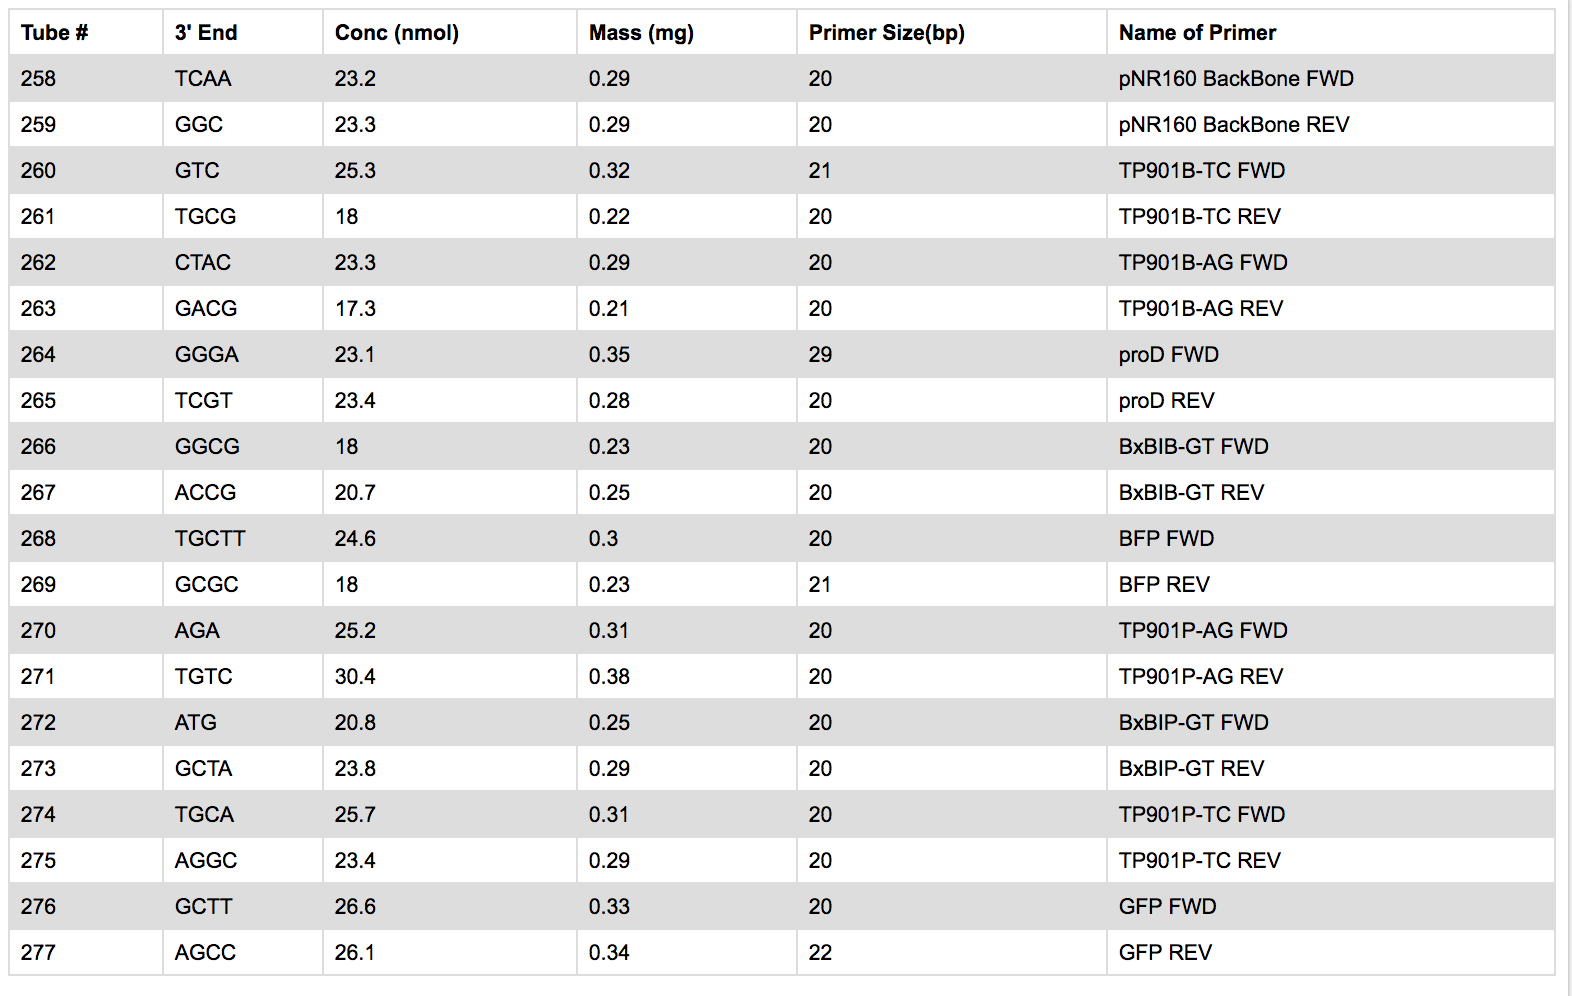 Tube # 3' End Conc (nmol) Mass (mg) Primer Size(bp) Name of Primer
258 TCAA 23.2 0.29 20 pNR160 BackBone FWD
259 GGC 23.3 0.29 20 pNR160 BackBone REV
260 GTC 25.3 0.32 21 TP901B-TC FWD
261 TGCG 18 0.22 20 TP901B-TC REV
262 CTAC 23.3 0.29 20 TP901B-AG FWD
263 GACG 17.3 0.21 20 TP901B-AG REV
264 GGGA 23.1 0.35 29 proD FWD
265 TCGT 23.4 0.28 20 proD REV
266 GGCG 18 0.23 20 BxBIB-GT FWD
267 ACCG 20.7 0.25 20 BxBIB-GT REV
268 TGCTT 24.6 0.3 20 BFP FWD
269 GCGC 18 0.23 21 BFP REV
270 AGA 25.2 0.31 20 TP901P-AG FWD
271 TGTC 30.4 0.38 20 TP901P-AG REV
272 ATG 20.8 0.25 20 BxBIP-GT FWD
273 GCTA 23.8 0.29 20 BxBIP-GT REV
274 TGCA 25.7 0.31 20 TP901P-TC FWD
275 AGGC 23.4 0.29 20 TP901P-TC REV
276 GCTT 26.6 0.33 20 GFP FWD
277 AGCC 26.1 0.34 22 GFP REV